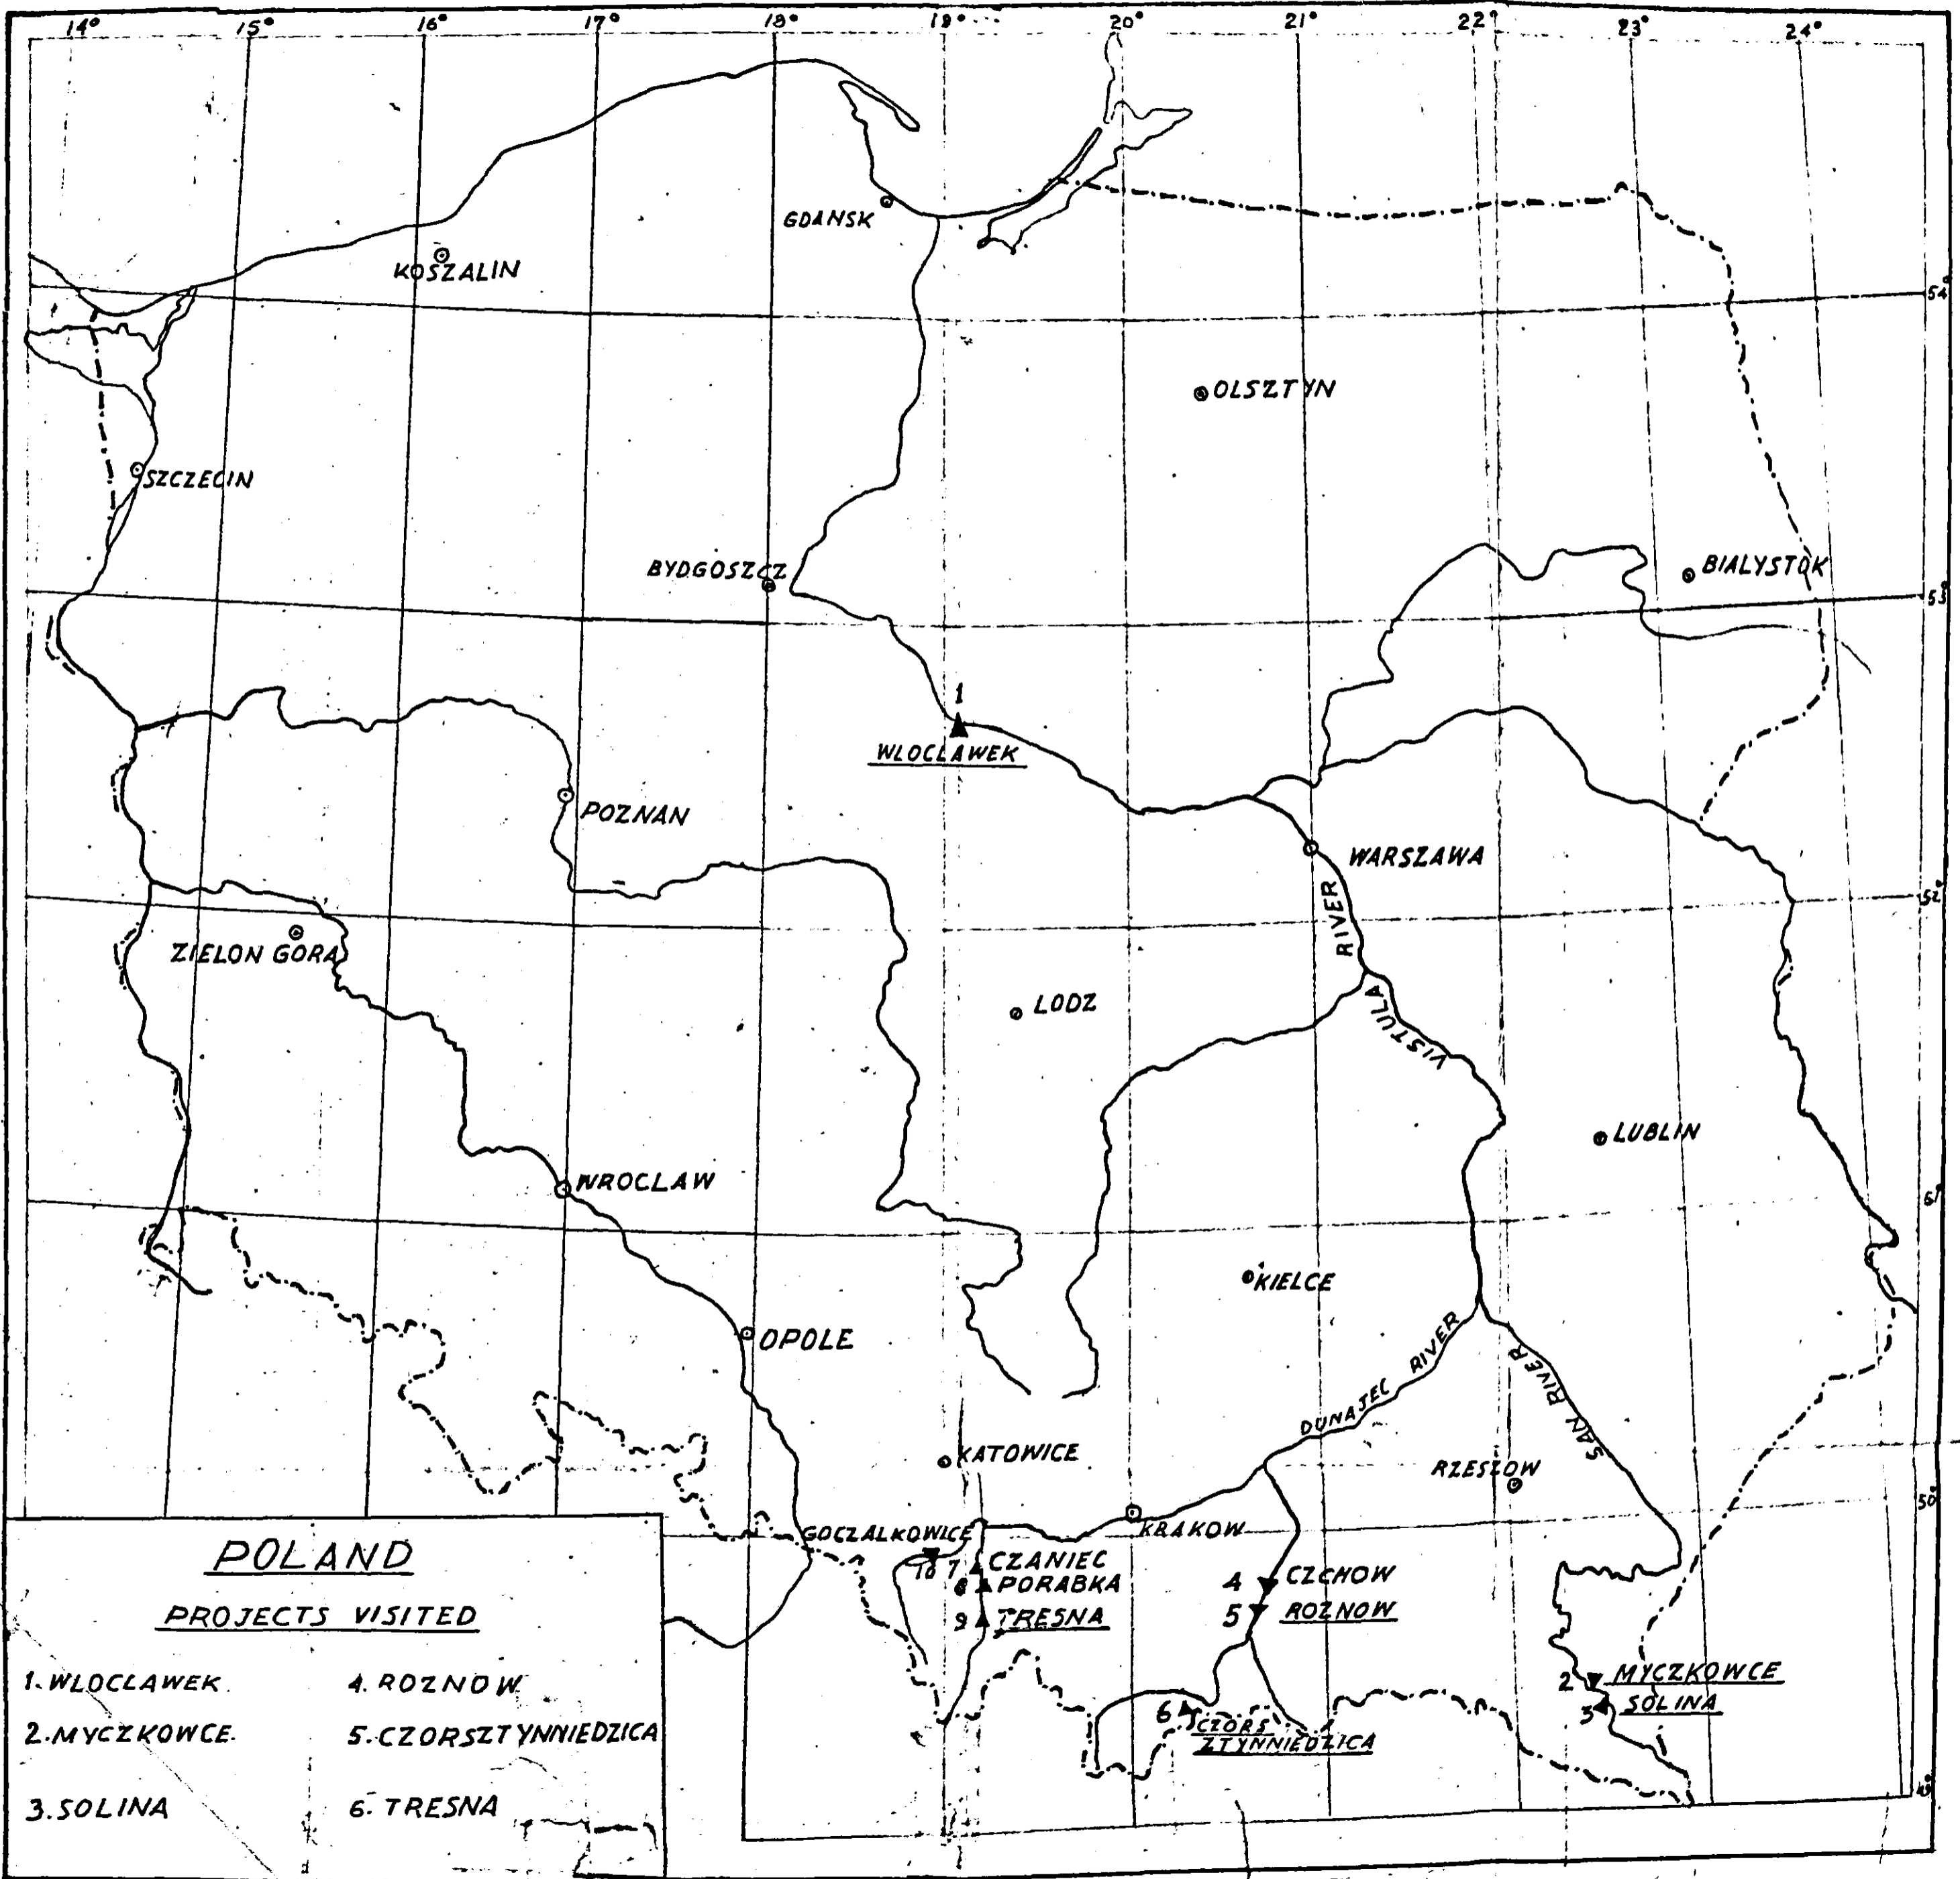 14° 15° 16° 17° 18° 19° 20° 21° 22° 23° 24°
GDANSK
KOSZALIN
54°
OLSZTYN
SZCZECIN
BYDGOSZCZ
BIALYSTOK
53°
1
WLOCLAWEK
POZNAN
WARSZAWA
RIVER
52°
ZIELON GORA
LODZ
VISTULA
LUBLIN
WROCLAW
51°
KIELCE
OPOLE
DUNAJEC RIVER
SAN RIVER
KATOWICE
RZESZOW
50°
KRAKOW
GOCZALKOWICE
10 7 CZANIEC
8 PORABKA
9 TRESNA
4 CZCHOW
5 ROZNOW
2 MYCZKOWCE
3 SOLINA
6 CZORS
ZTYNNIEDZICA
POLAND
PROJECTS VISITED
1. WLOCLAWEK. 4. ROZNOW
2. MYCZKOWCE. 5. CZORSZTYNNIEDZICA
3. SOLINA 6. TRESNA